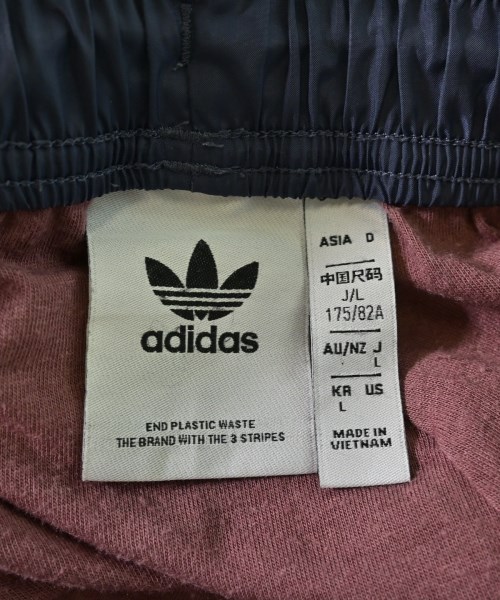 adidas
END PLASTIC WASTE
THE BRAND WITH THE 3 STRIPES
ASIA D
中国尺码
J/L
175/82A
AU/NZ J
L
KR US
L
MADE IN
VIETNAM